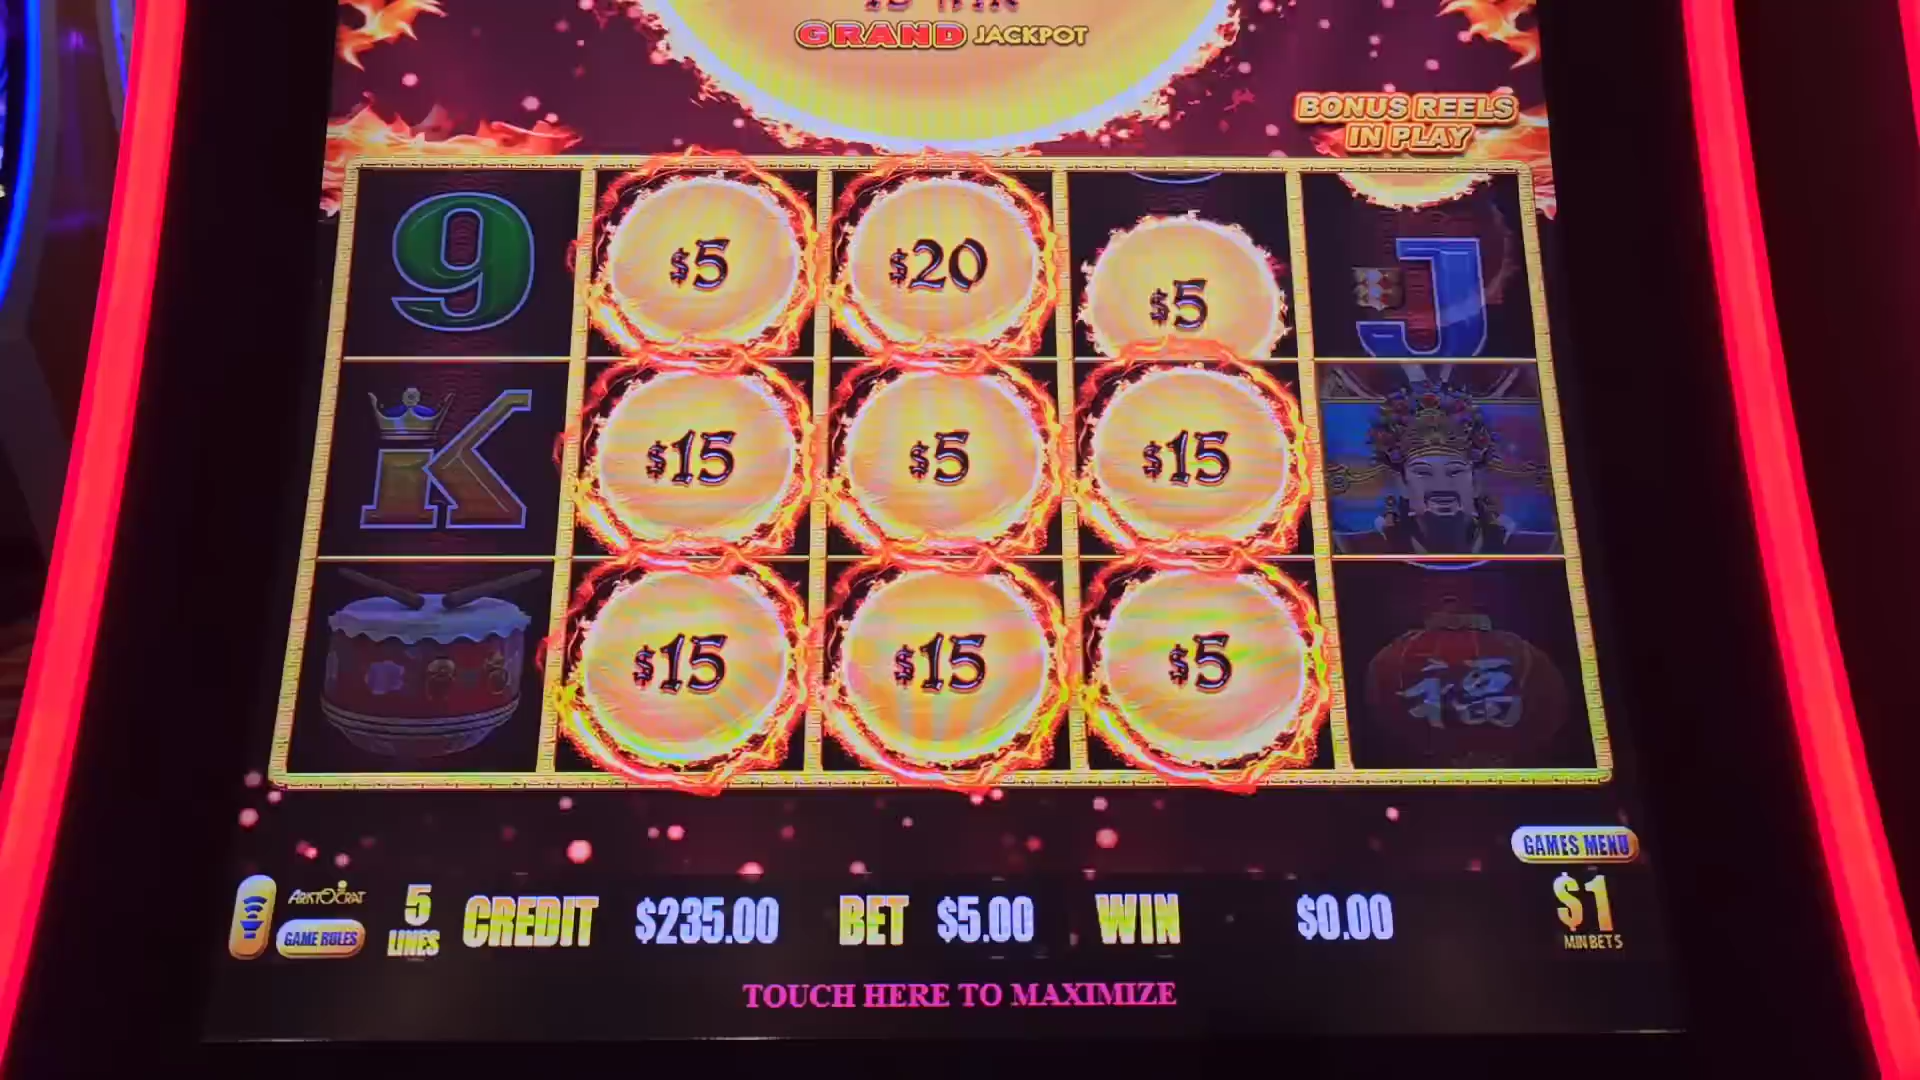 GRAND JACKPOT
BONUS REELS
IN PLAY
9 $5 $20 $5 J
K $15 $5 $15
$15 $15 $5 福
GAMES MENU
ARISTOCRAT
GAME RULES
5
LINES
CREDIT $235.00 BET $5.00 WIN $0.00
$1
MIN BET 5
TOUCH HERE TO MAXIMIZE